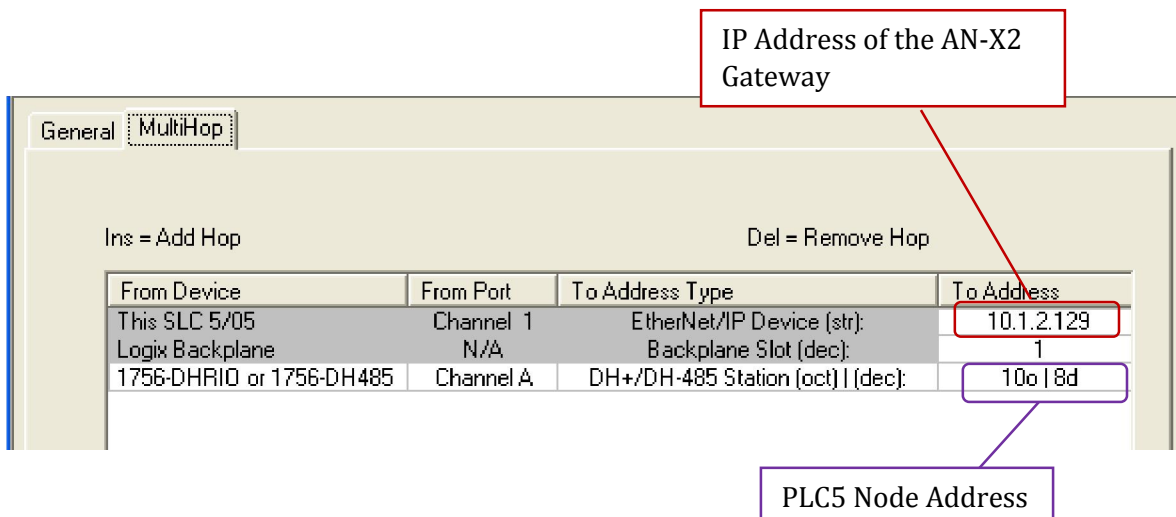 IP Address of the AN-X2
Gateway
General MultiHop
Ins = Add Hop Del = Remove Hop
From Device From Port To Address Type To Address
This SLC 5/05 Channel 1 EtherNet/IP Device (str): 10.1.2.129
Logix Backplane N/A Backplane Slot (dec): 1
1756-DHRIO or 1756-DH485 Channel A DH+/DH-485 Station (oct) | (dec): 10o | 8d
PLC5 Node Address